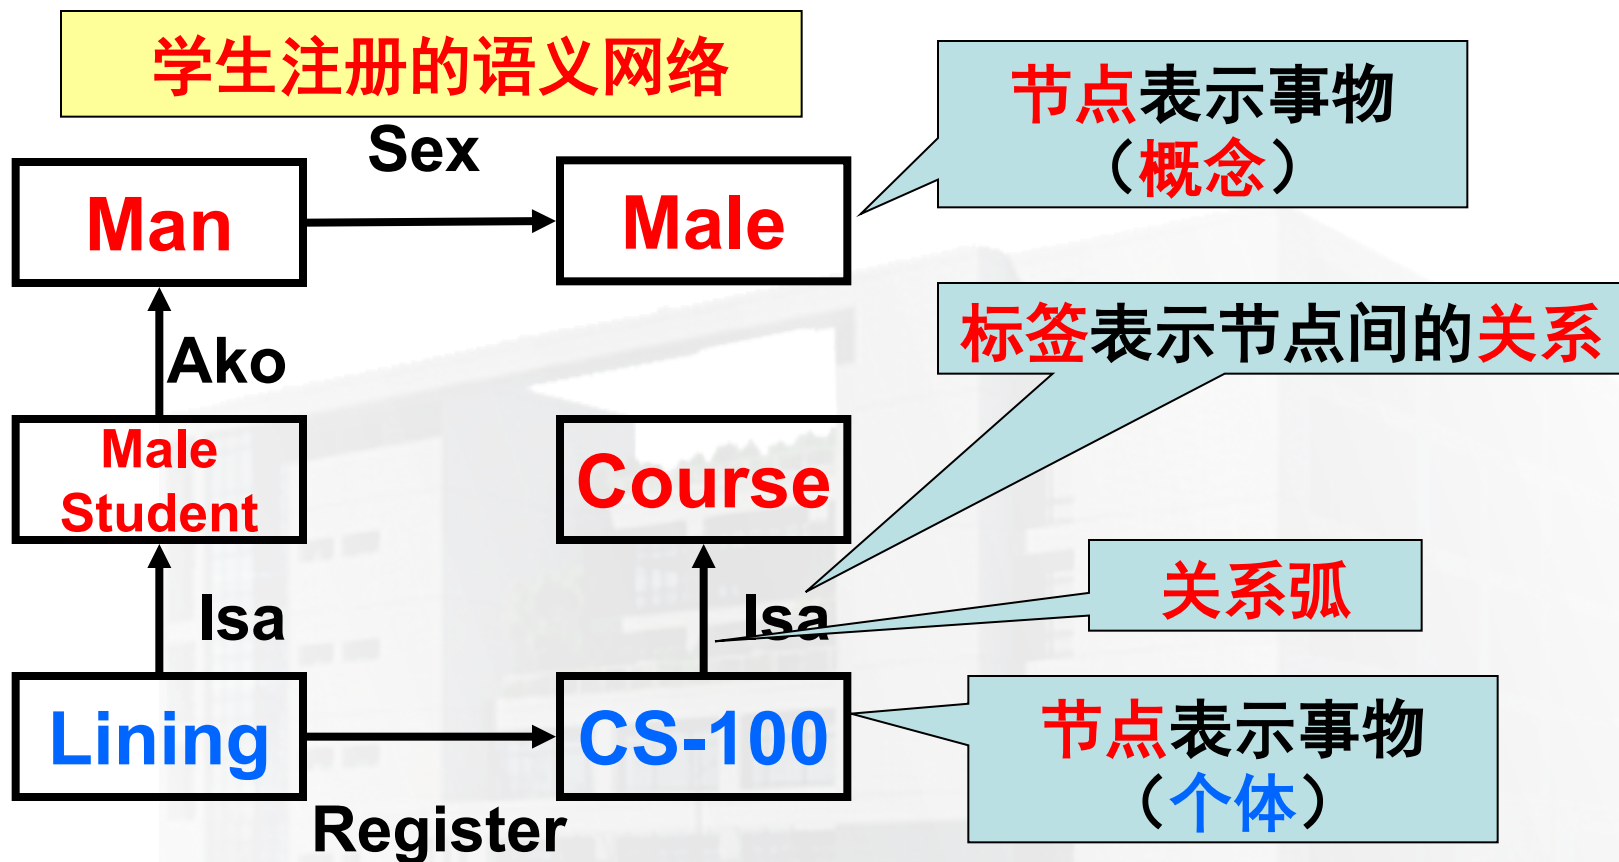 学生注册的语义网络
节点表示事物
（概念）
Sex
Man
Male
标签表示节点间的关系
Ako
Male
Student
Course
关系弧
Isa
Isa
Lining
CS-100
节点表示事物
（个体）
Register